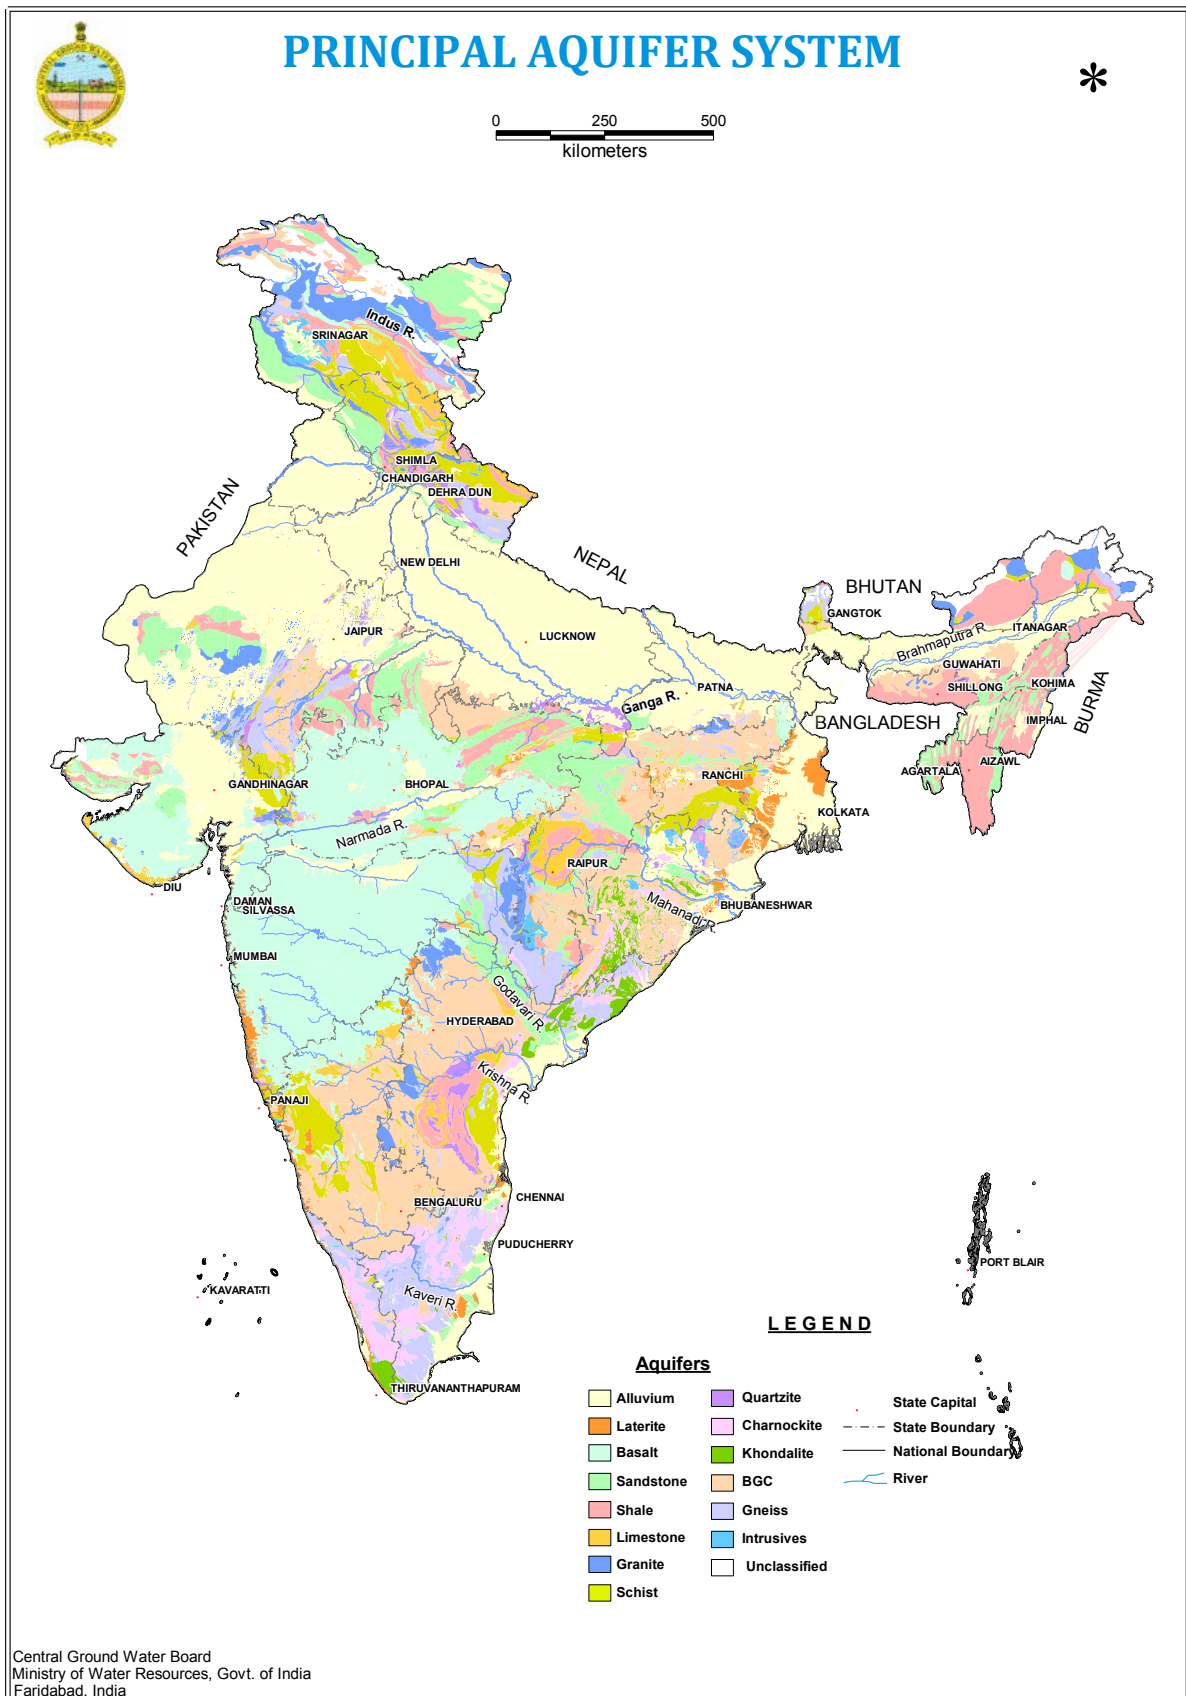 PRINCIPAL AQUIFER SYSTEM
*
0 250 500
kilometers
Indus R.
SRINAGAR
SHIMLA
CHANDIGARH
DEHRA DUN
PAKISTAN
NEW DELHI
NEPAL
BHUTAN
GANGTOK
JAIPUR
LUCKNOW
ITANAGAR
Brahmaputra R.
GUWAHATI
PATNA
SHILLONG
KOHIMA
Ganga R.
BANGLADESH
IMPHAL
BURMA
AIZAWL
AGARTALA
RANCHI
GANDHINAGAR
BHOPAL
KOLKATA
Narmada R.
RAIPUR
DIU
DAMAN
SILVASSA
Mahanadi R.
BHUBANESHWAR
MUMBAI
Godavari R.
HYDERABAD
Krishna R.
PANAJI
BENGALURU
CHENNAI
PUDUCHERRY
PORT BLAIR
KAVARATTI
Kaveri R.
THIRUVANANTHAPURAM
LEGEND
Aquifers
Alluvium
Laterite
Basalt
Sandstone
Shale
Limestone
Granite
Schist
Quartzite
Charnockite
Khondalite
BGC
Gneiss
Intrusives
Unclassified
State Capital
State Boundary
National Boundary
River
Central Ground Water Board
Ministry of Water Resources, Govt. of India
Faridabad, India